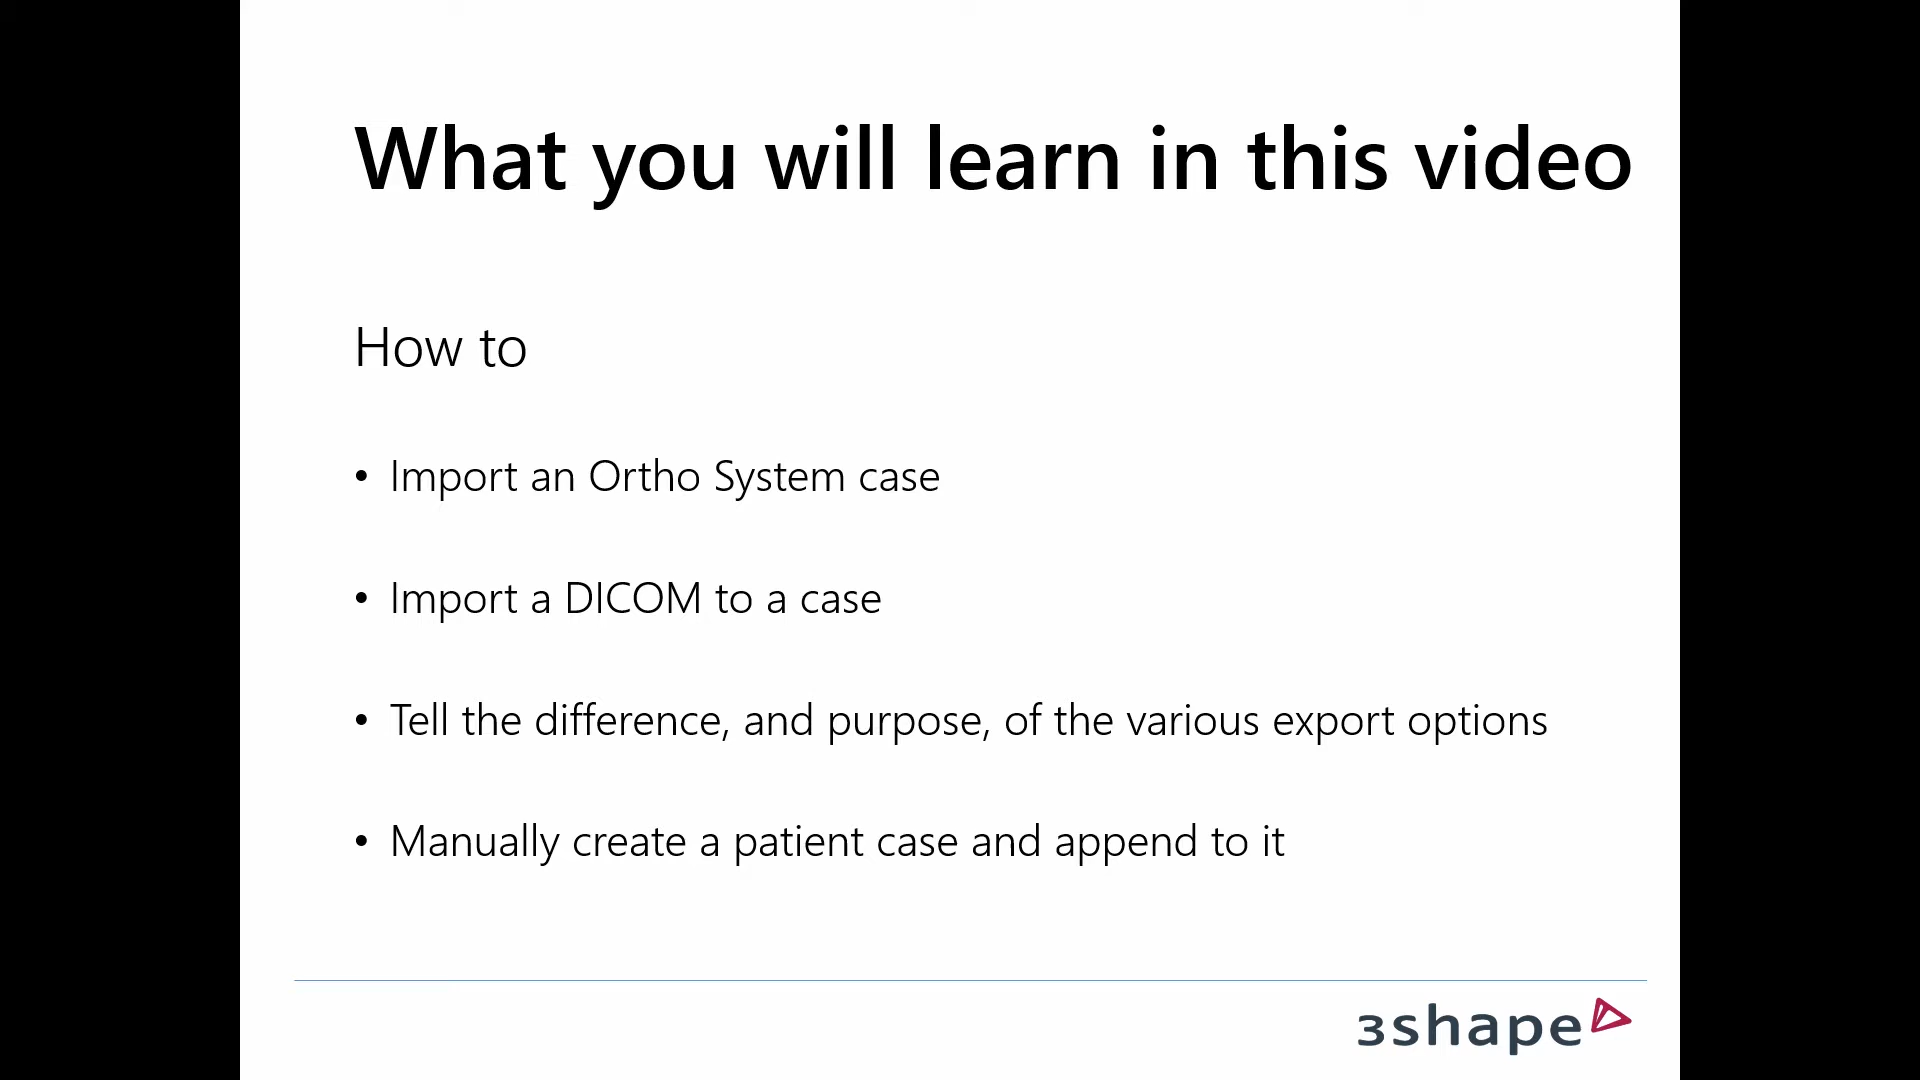 What you will learn in this video
How to
• Import an Ortho System case
• Import a DICOM to a case
• Tell the difference, and purpose, of the various export options
• Manually create a patient case and append to it
3shape